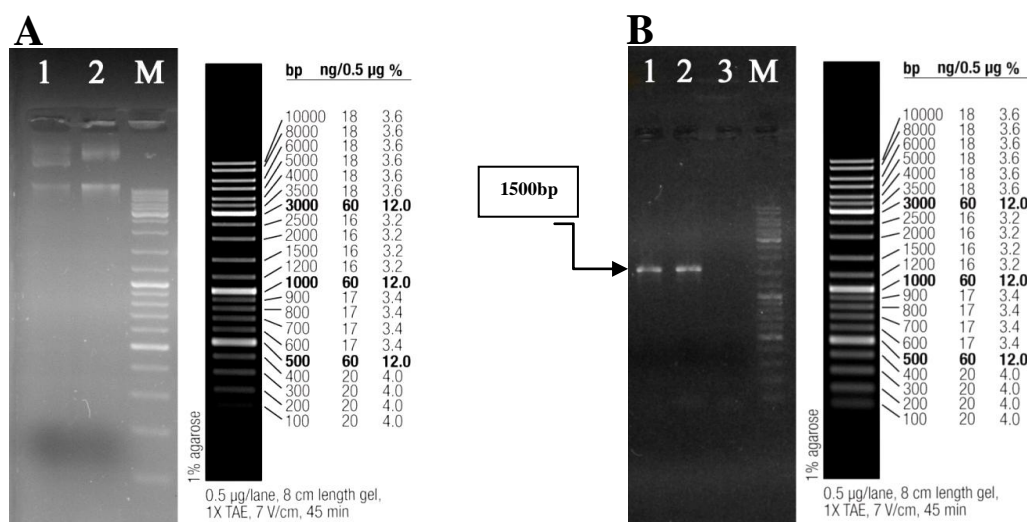 A
1 2 M
bp ng/0.5 µg %
10000 18 3.6
8000 18 3.6
6000 18 3.6
5000 18 3.6
4000 18 3.6
3500 18 3.6
3000 60 12.0
2500 16 3.2
2000 16 3.2
1500 16 3.2
1200 16 3.2
1000 60 12.0
900 17 3.4
800 17 3.4
700 17 3.4
600 17 3.4
500 60 12.0
400 20 4.0
300 20 4.0
200 20 4.0
100 20 4.0
1% agarose
0.5 µg/lane, 8 cm length gel,
1X TAE, 7 V/cm, 45 min
1500bp
B
1 2 3 M
bp ng/0.5 µg %
10000 18 3.6
8000 18 3.6
6000 18 3.6
5000 18 3.6
4000 18 3.6
3500 18 3.6
3000 60 12.0
2500 16 3.2
2000 16 3.2
1500 16 3.2
1200 16 3.2
1000 60 12.0
900 17 3.4
800 17 3.4
700 17 3.4
600 17 3.4
500 60 12.0
400 20 4.0
300 20 4.0
200 20 4.0
100 20 4.0
1% agarose
0.5 µg/lane, 8 cm length gel,
1X TAE, 7 V/cm, 45 min